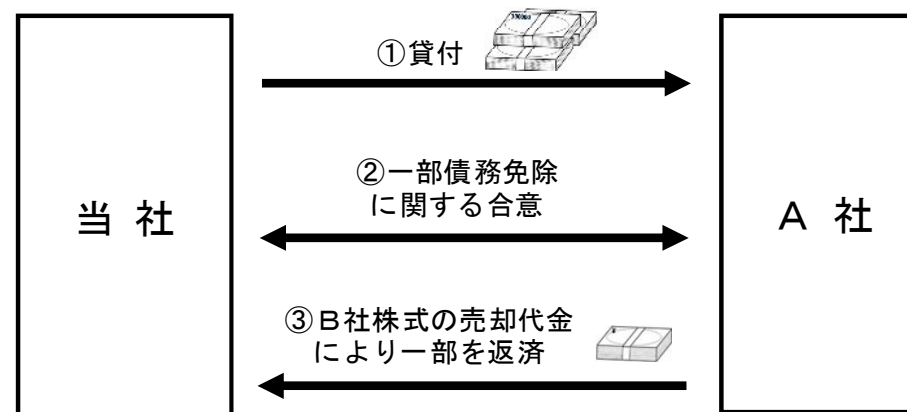 ①貸付
②一部債務免除
に関する合意
当 社
Ａ 社
③Ｂ社株式の売却代金
により一部を返済